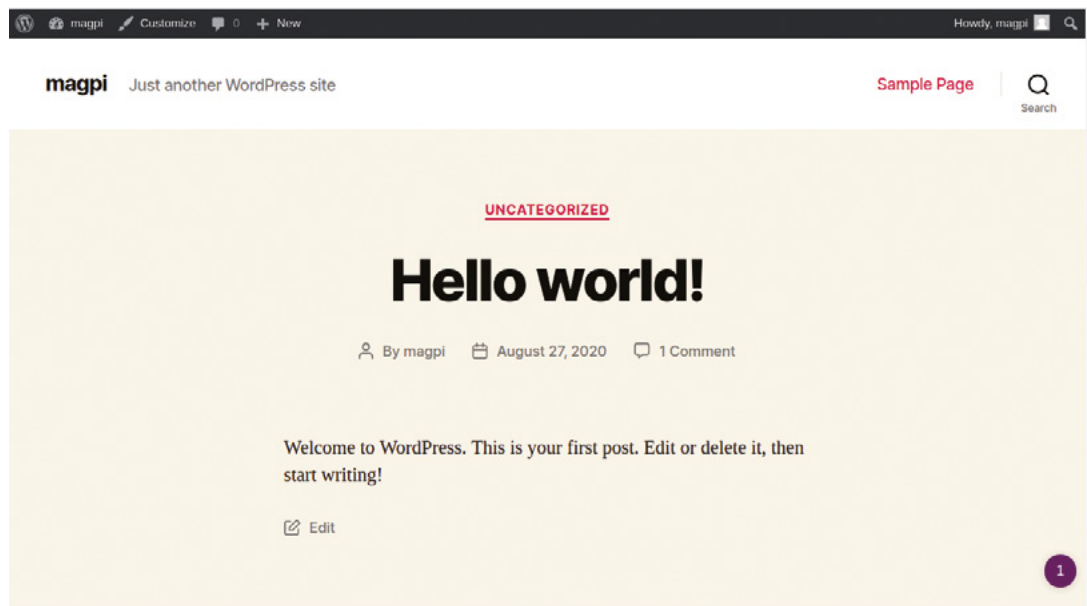 magpi Customize 0 + New Howdy, magpi
magpi Just another WordPress site Sample Page
Search
UNCATEGORIZED
Hello world!
By magpi August 27, 2020 1 Comment
Welcome to WordPress. This is your first post. Edit or delete it, then
start writing!
Edit
1